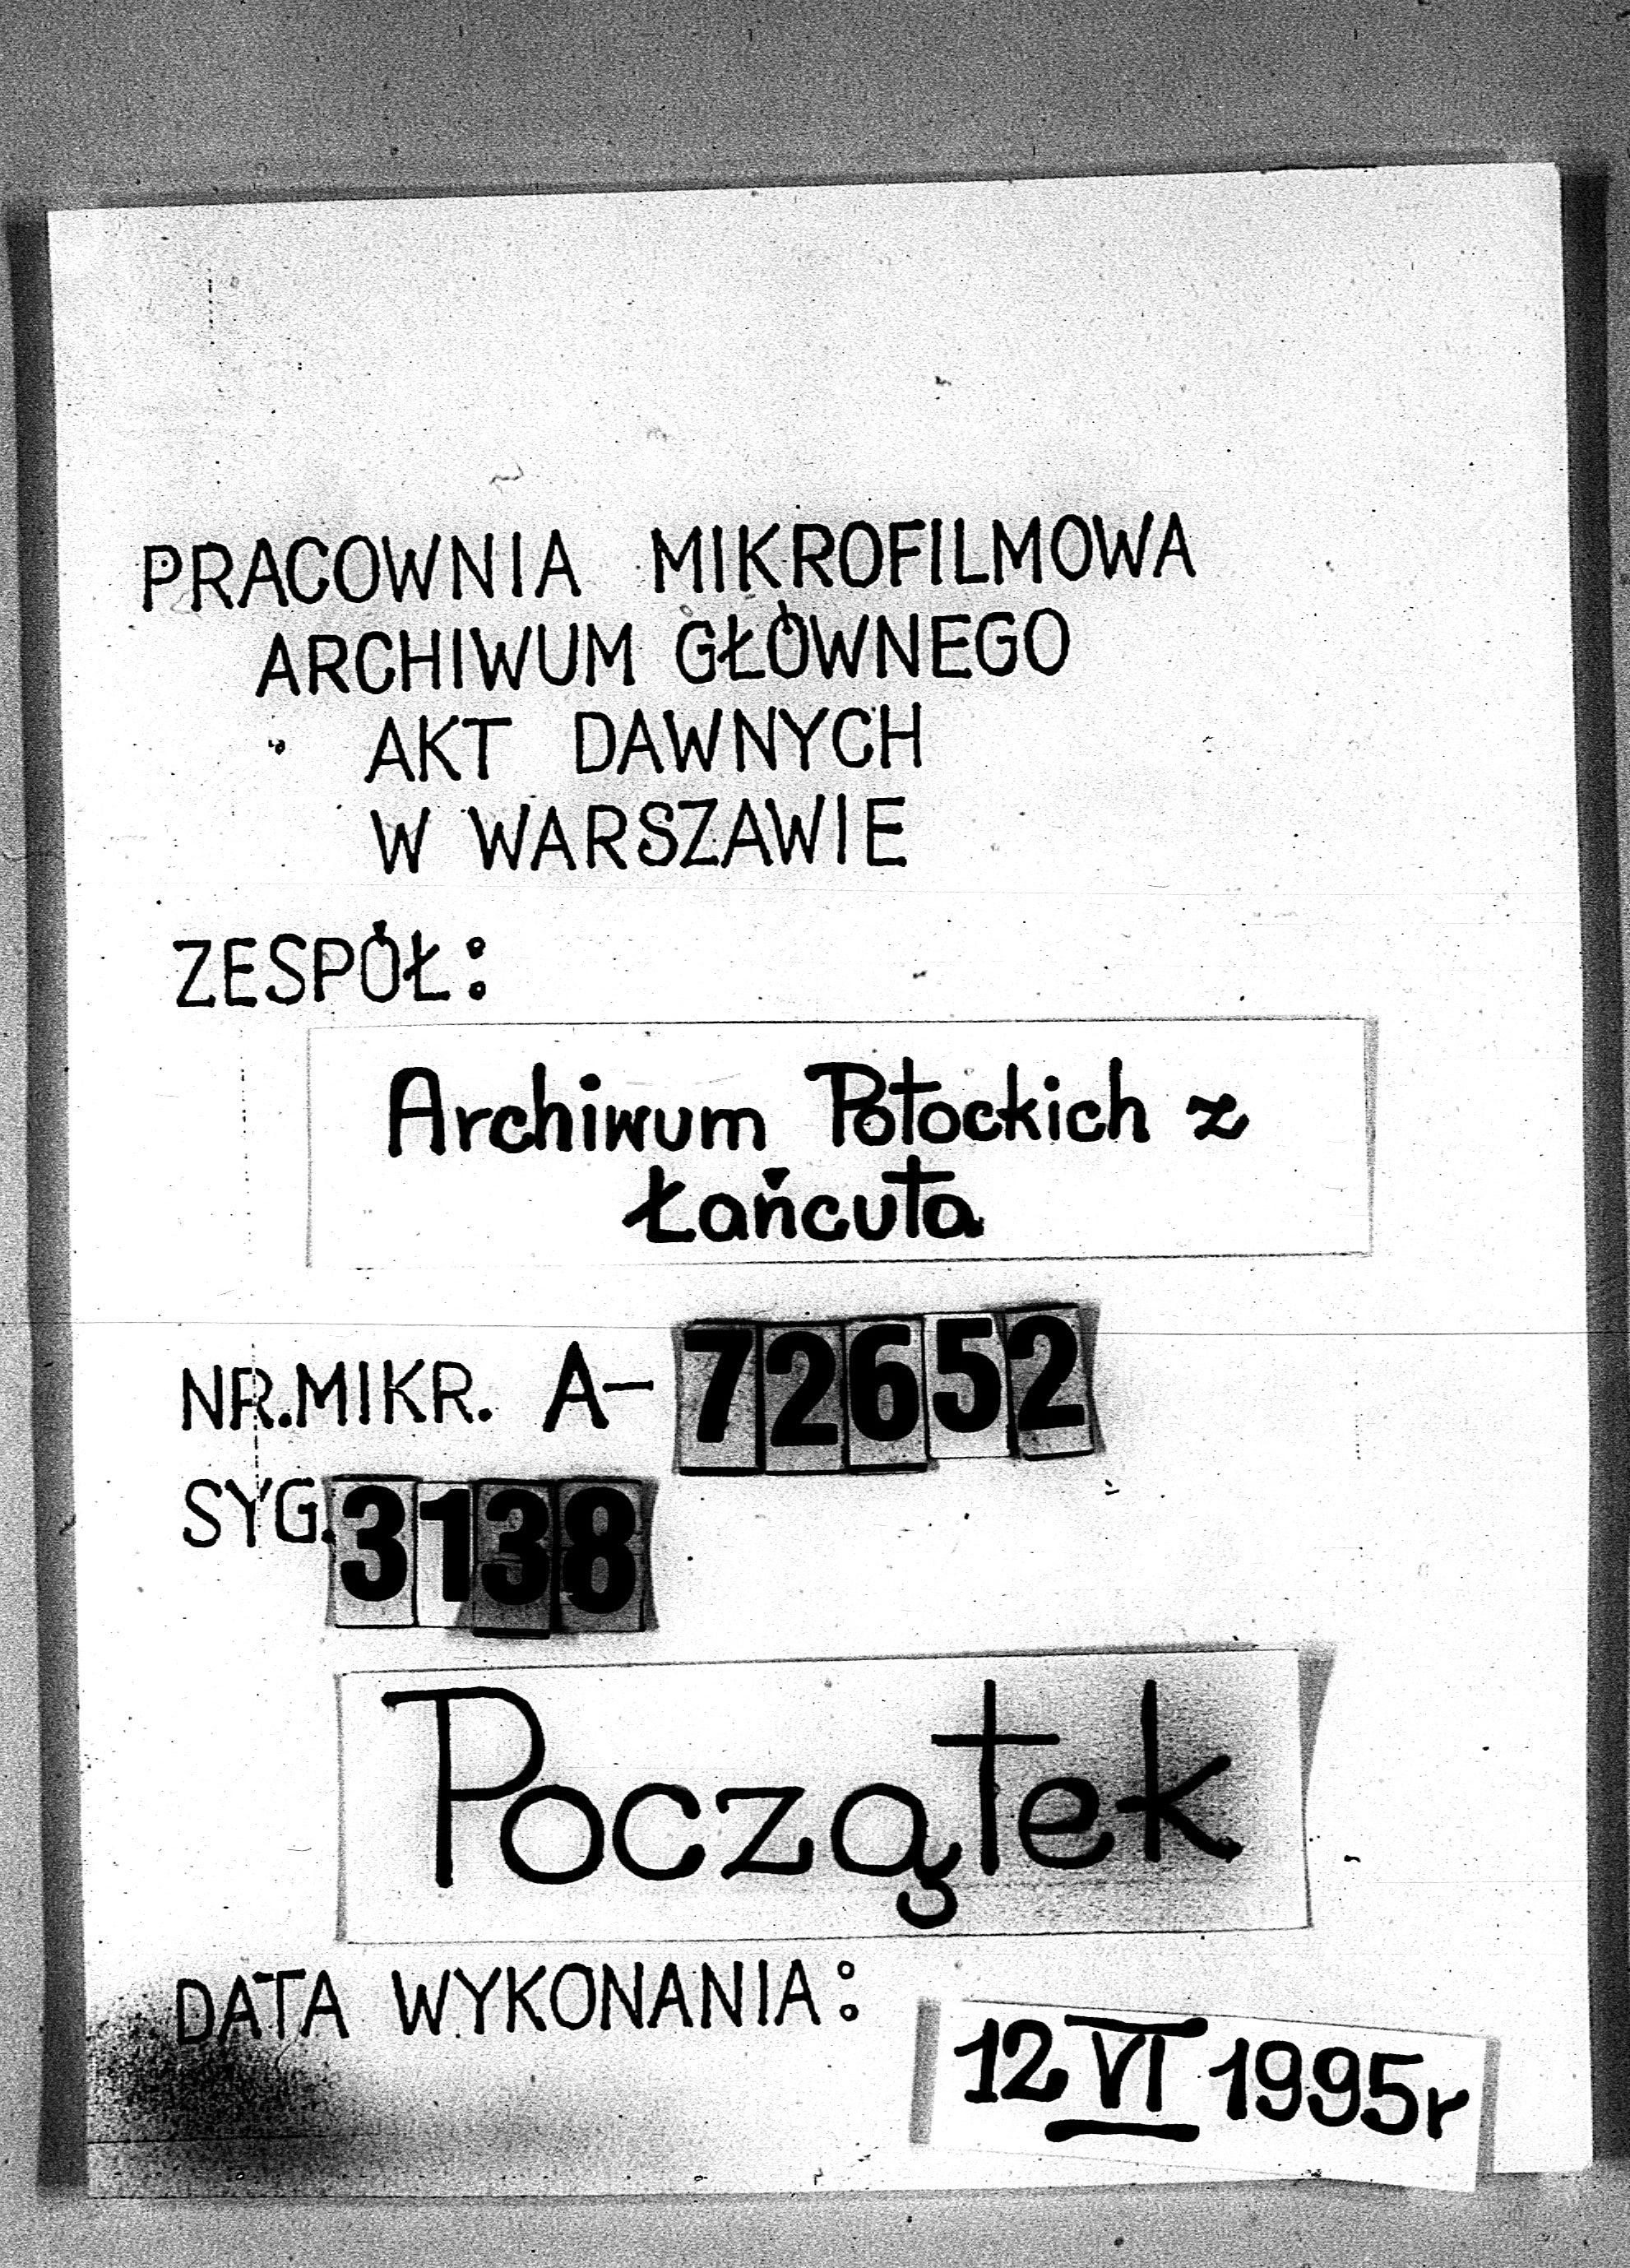 PRACOWNIA MIKROFILMOWA
ARCHIWUM GŁÓWNEGO
AKT DAWNYCH
W WARSZAWIE
ZESPÓŁ:
Archiwum Potockich z
Łańcuta
NR.MIKR. A-72652
SYG.3138
Początek
DATA WYKONANIA:
12 VI 1995r